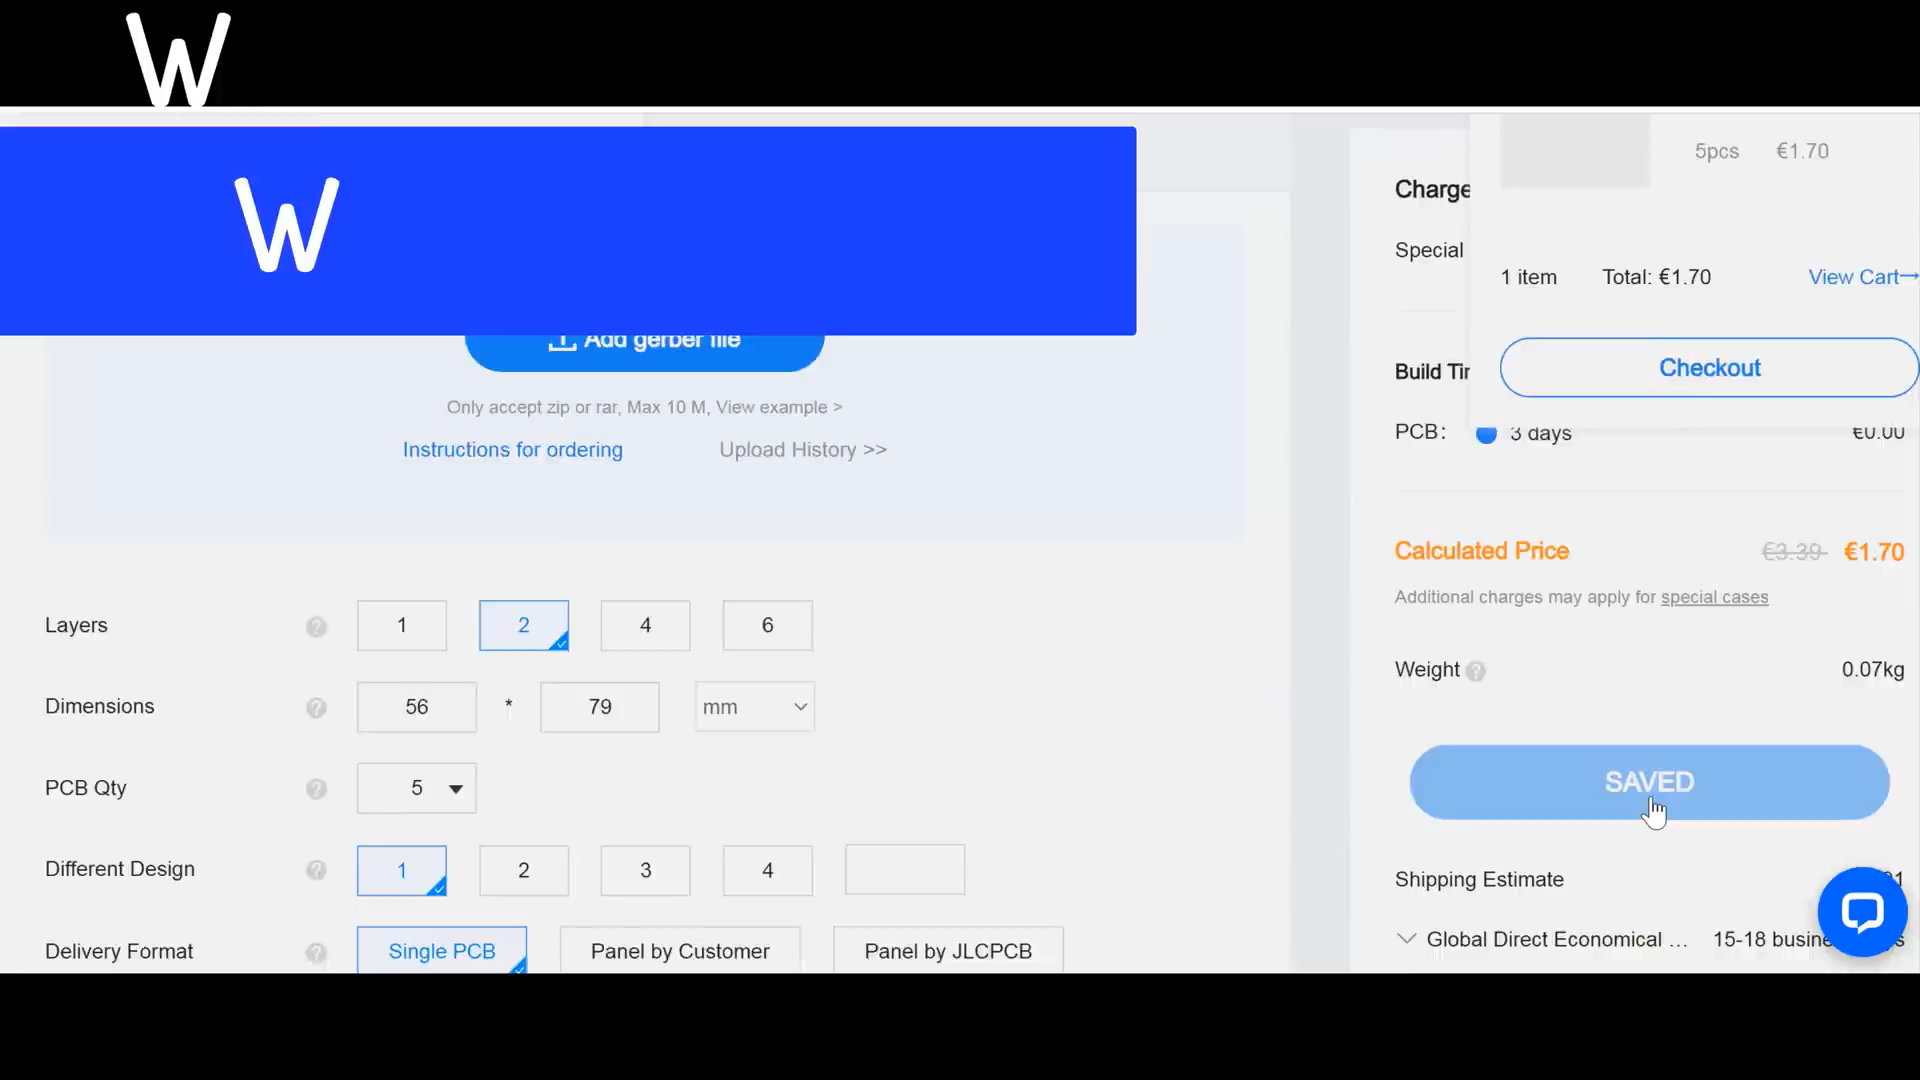 W
W
5pcs €1.70
Charge
Special
1 item Total: €1.70 View Cart→
Add gerber file
Checkout
Build
Only accept zip or rar, Max 10 M, View example >
PCB: 3 days €0.00
Instructions for ordering Upload History >>
Calculated Price €3.39 €1.70
Additional charges may apply for special cases
Layers ? 1 2 4 6
Weight ? 0.07kg
Dimensions ? 56 * 79 mm
SAVED
PCB Qty ? 5
Different Design ? 1 2 3 4
Shipping Estimate
Delivery Format ? Single PCB Panel by Customer Panel by JLCPCB
Global Direct Economical ... 15-18